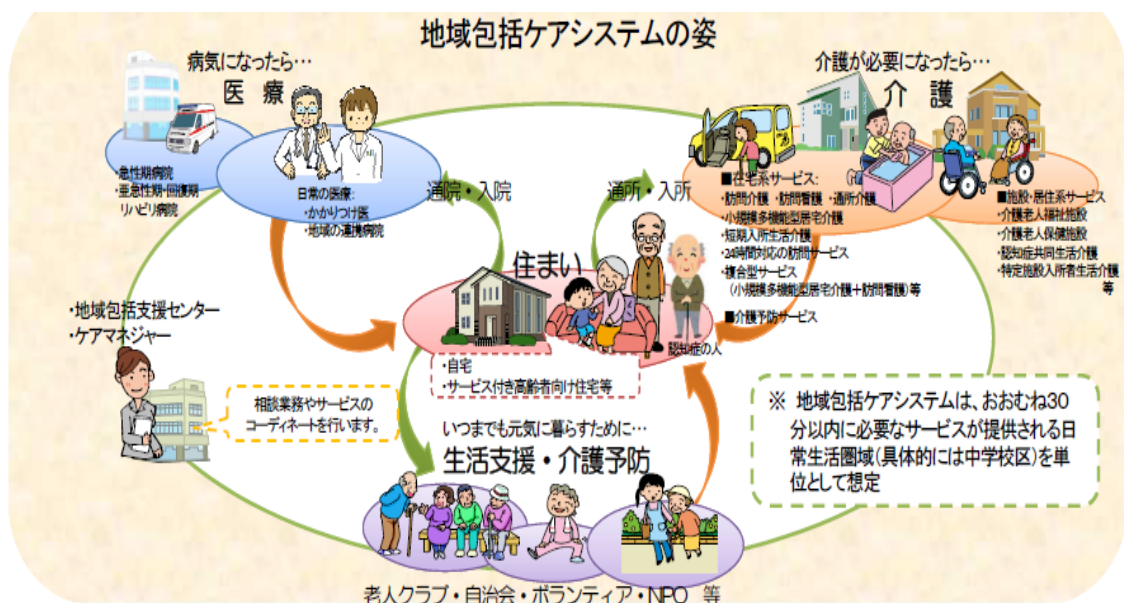 地域包括ケアシステムの姿
病気になったら…
医 療
・急性期病院
・亜急性期・回復期
リハビリ病院
日常の医療:
・かかりつけ医
・地域の連携病院
通院・入院
通所・入所
介護が必要になったら…
介 護
■在宅系サービス:
・訪問介護 ・訪問看護 ・通所介護
・小規模多機能型居宅介護
・短期入所生活介護
・24時間対応の訪問サービス
・複合型サービス
(小規模多機能型居宅介護+訪問看護)等
■介護予防サービス
■施設・居住系サービス
・介護老人福祉施設
・介護老人保健施設
・認知症共同生活介護
・特定施設入所者生活介護
等
住まい
認知症の人
・自宅
・サービス付き高齢者向け住宅等
・地域包括支援センター
・ケアマネジャー
相談業務やサービスの
コーディネートを行います。
いつまでも元気に暮らすために…
生活支援・介護予防
老人クラブ・自治会・ボランティア・NPO 等
※ 地域包括ケアシステムは、おおむね30
分以内に必要なサービスが提供される日
常生活圏域(具体的には中学校区)を単
位として想定